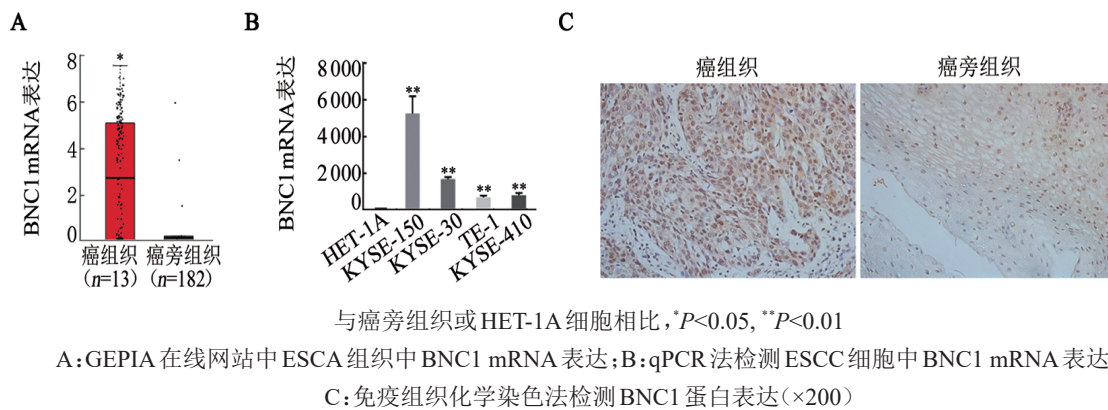 A
BNC1 mRNA表达
8
6
4
2
0
*
癌组织
(n=13)
癌旁组织
(n=182)
B
BNC1 mRNA表达
8 000
6 000
4 000
2 000
0
**
**
**
**
HET-1A
KYSE-150
KYSE-30
TE-1
KYSE-410
C
癌组织
癌旁组织
与癌旁组织或HET-1A细胞相比,*P<0.05, **P<0.01
A:GEPIA在线网站中ESCA组织中BNC1 mRNA表达;B:qPCR法检测ESCC细胞中BNC1 mRNA表达
C:免疫组织化学染色法检测BNC1蛋白表达(×200)